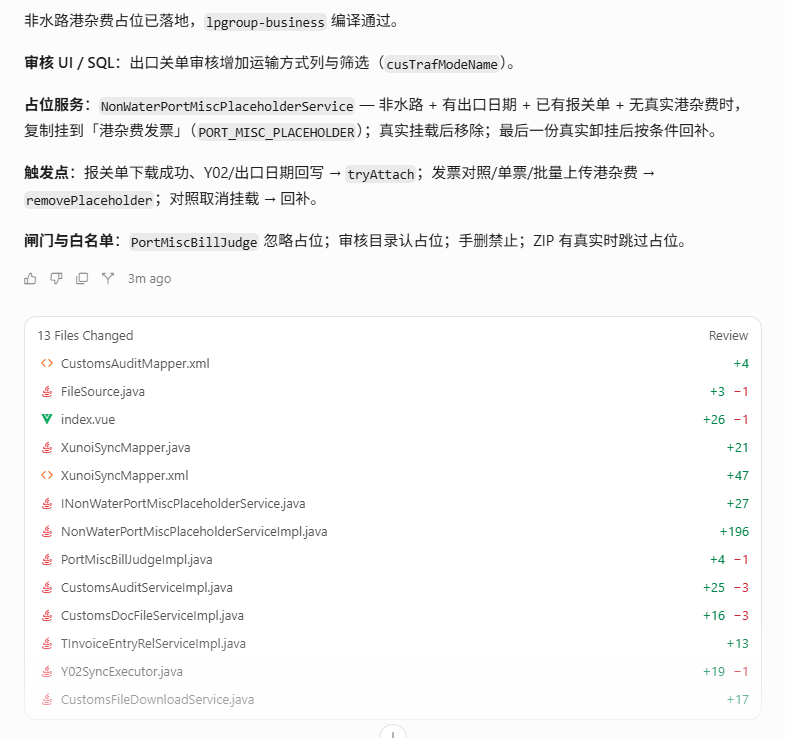 非水路港杂费占位已落地，lpgroup-business 编译通过。
审核 UI / SQL：出口关单审核增加运输方式列与筛选（cusTrafModeName）。
占位服务：NonWaterPortMiscPlaceholderService — 非水路 + 有出口日期 + 已有报关单 + 无真实港杂费时，
复制挂到「港杂费发票」（PORT_MISC_PLACEHOLDER）；真实挂载后移除；最后一份真实卸挂后按条件回补。
触发点：报关单下载成功、Y02/出口日期回写 → tryAttach；发票对照/单票/批量上传港杂费 →
removePlaceholder；对照取消挂载 → 回补。
闸门与白名单：PortMiscBillJudge 忽略占位；审核目录认占位；手删禁止；ZIP 有真实时跳过占位。
3m ago
13 Files Changed Review
CustomsAuditMapper.xml +4
FileSource.java +3 -1
index.vue +26 -1
XunoiSyncMapper.java +21
XunoiSyncMapper.xml +47
INonWaterPortMiscPlaceholderService.java +27
NonWaterPortMiscPlaceholderServiceImpl.java +196
PortMiscBillJudgeImpl.java +4 -1
CustomsAuditServiceImpl.java +25 -3
CustomsDocFileServiceImpl.java +16 -3
TInvoiceEntryRelServiceImpl.java +13
Y02SyncExecutor.java +19 -1
CustomsFileDownloadService.java +17